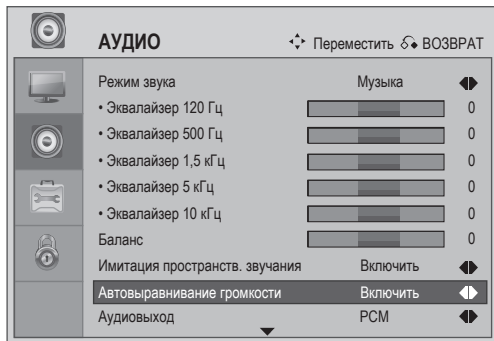 АУДИО Переместить ВОЗВРАТ
Режим звука Музыка
• Эквалайзер 120 Гц 0
• Эквалайзер 500 Гц 0
• Эквалайзер 1,5 кГц 0
• Эквалайзер 5 кГц 0
• Эквалайзер 10 кГц 0
Баланс 0
Имитация пространств. звучания Включить
Автовыравнивание громкости Включить
Аудиовыход PCM